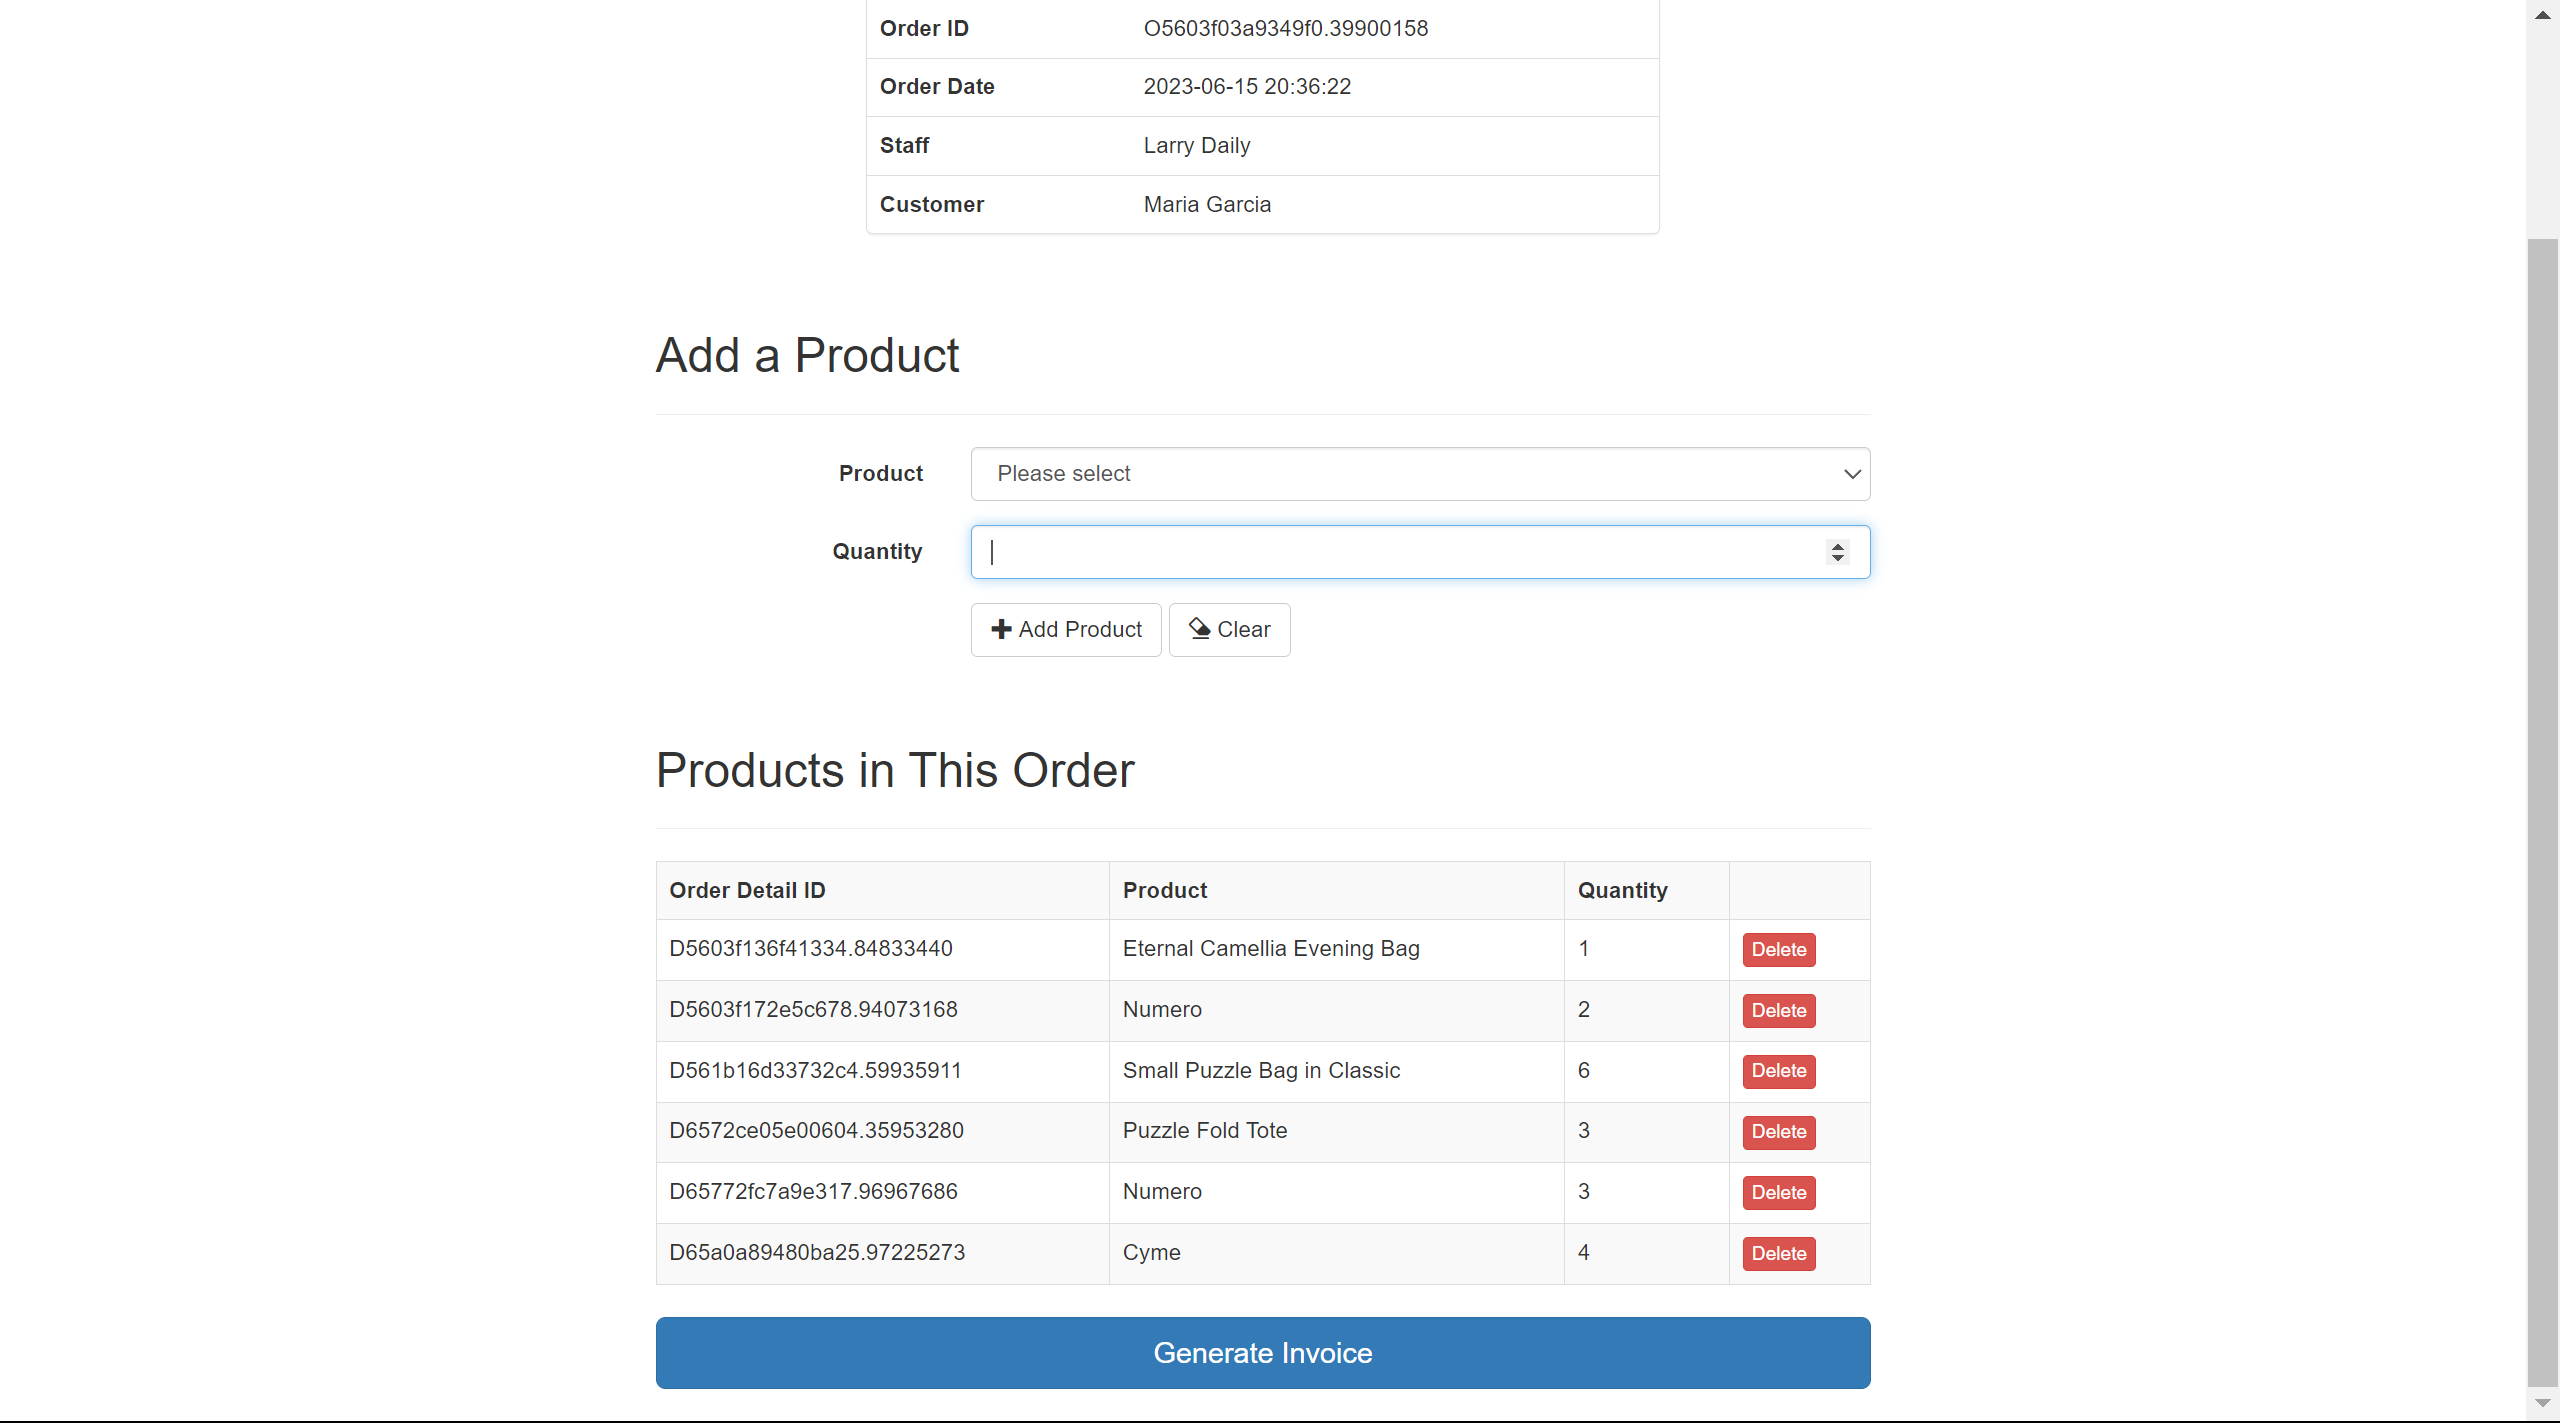 Order ID O5603f03a9349f0.39900158
Order Date 2023-06-15 20:36:22
Staff Larry Daily
Customer Maria Garcia
Add a Product
Product Please select
Quantity
Add Product Clear
Products in This Order
Order Detail ID Product Quantity
D5603f136f41334.84833440 Eternal Camellia Evening Bag 1 Delete
D5603f172e5c678.94073168 Numero 2 Delete
D561b16d33732c4.59935911 Small Puzzle Bag in Classic 6 Delete
D6572ce05e00604.35953280 Puzzle Fold Tote 3 Delete
D65772fc7a9e317.96967686 Numero 3 Delete
D65a0a89480ba25.97225273 Cyme 4 Delete
Generate Invoice